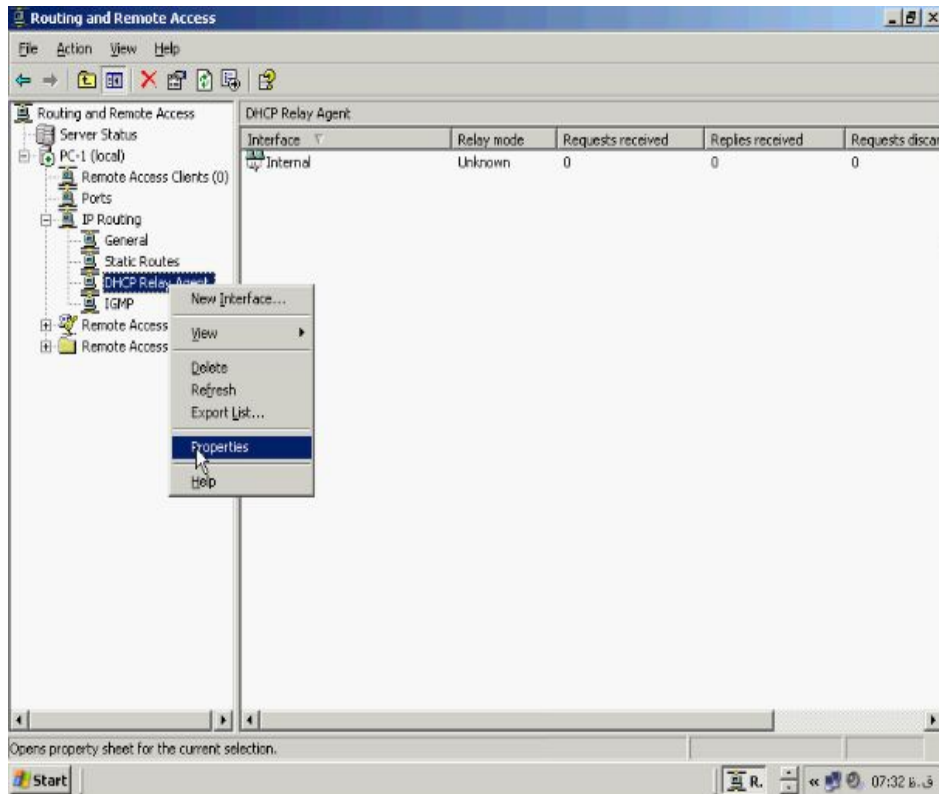 Routing and Remote Access
File Action View Help
Routing and Remote Access
Server Status
PC-1 (local)
Remote Access Clients (0)
Ports
IP Routing
General
Static Routes
DHCP Relay Agent
IGMP
Remote Access
Remote Access
DHCP Relay Agent
Interface Relay mode Requests received Replies received Requests discar
Internal Unknown 0 0 0
New Interface...
View
Delete
Refresh
Export List...
Properties
Help
Opens property sheet for the current selection.
Start
R.
07:32 ق.ظ